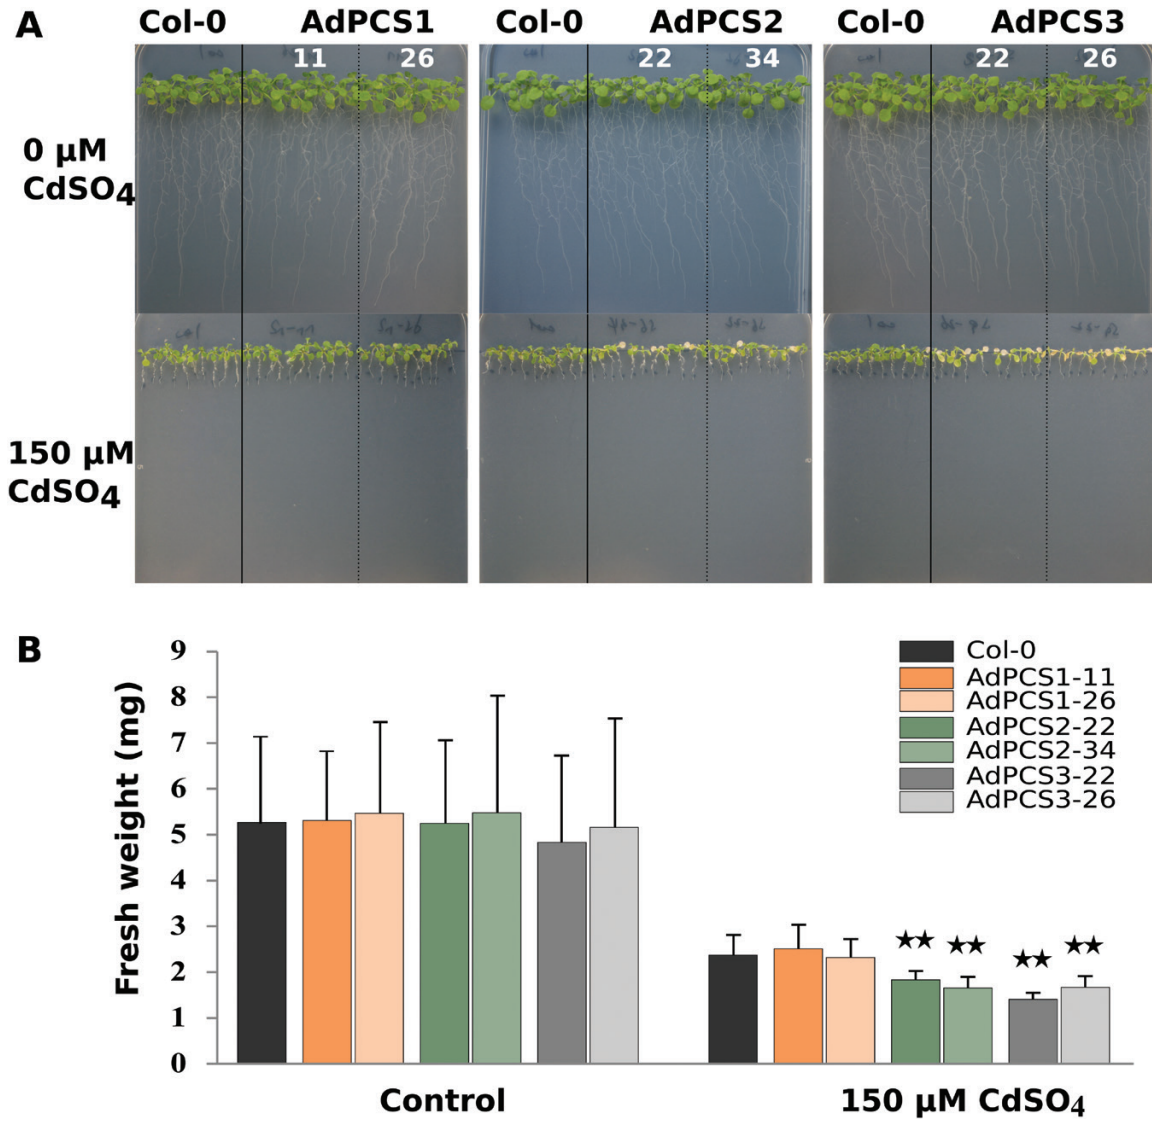 A
Col-0 AdPCS1 Col-0 AdPCS2 Col-0 AdPCS3
11 26 22 34 22 26
0 µM
CdSO4
150 µM
CdSO4
B
Fresh weight (mg)
9
8
7
6
5
4
3
2
1
0
Col-0
AdPCS1-11
AdPCS1-26
AdPCS2-22
AdPCS2-34
AdPCS3-22
AdPCS3-26
★★ ★★ ★★ ★★
Control 150 µM CdSO4